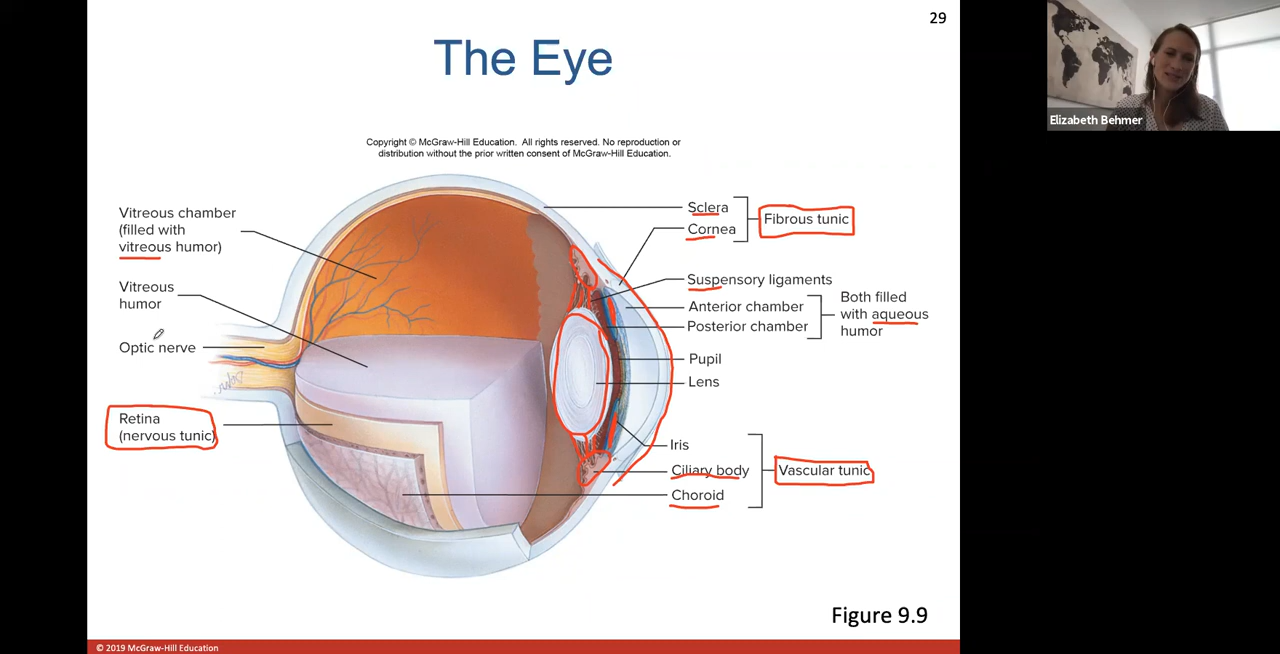 29
The Eye
Elizabeth Behmer
Copyright © McGraw-Hill Education. All rights reserved. No reproduction or
distribution without the prior written consent of McGraw-Hill Education.
Vitreous chamber
(filled with
vitreous humor)
Vitreous
humor
Optic nerve
Retina
(nervous tunic)
Sclera
Cornea
Fibrous tunic
Suspensory ligaments
Anterior chamber
Posterior chamber
Both filled
with aqueous
humor
Pupil
Lens
Iris
Ciliary body
Choroid
Vascular tunic
Figure 9.9
© 2019 McGraw-Hill Education